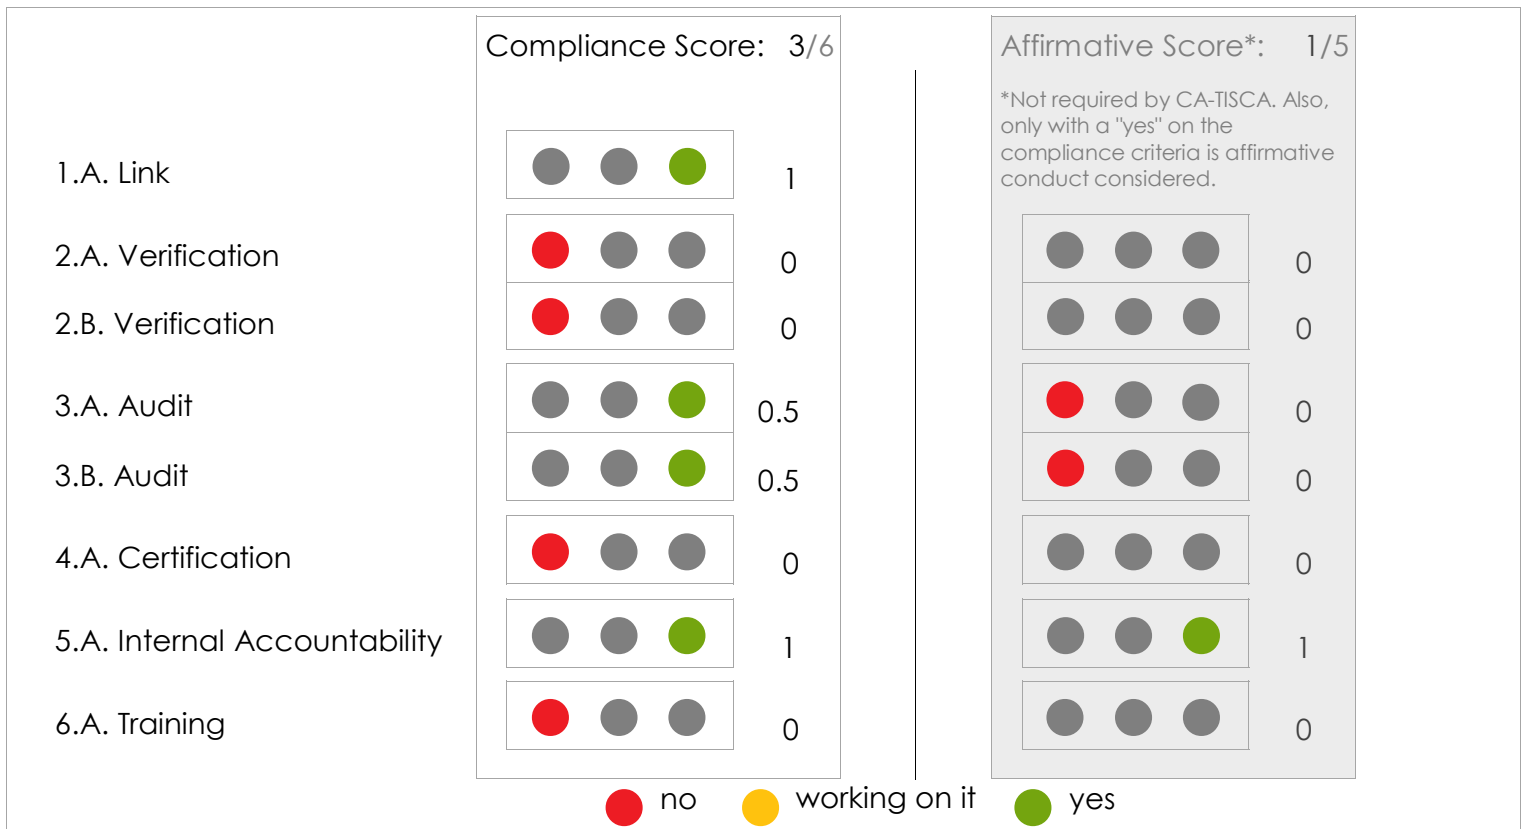 Compliance Score: 3/6
Affirmative Score*: 1/5
*Not required by CA-TISCA. Also,
only with a "yes" on the
compliance criteria is affirmative
conduct considered.
1.A. Link 1
2.A. Verification 0 0
2.B. Verification 0 0
3.A. Audit 0.5 0
3.B. Audit 0.5 0
4.A. Certification 0 0
5.A. Internal Accountability 1 1
6.A. Training 0 0
no working on it yes